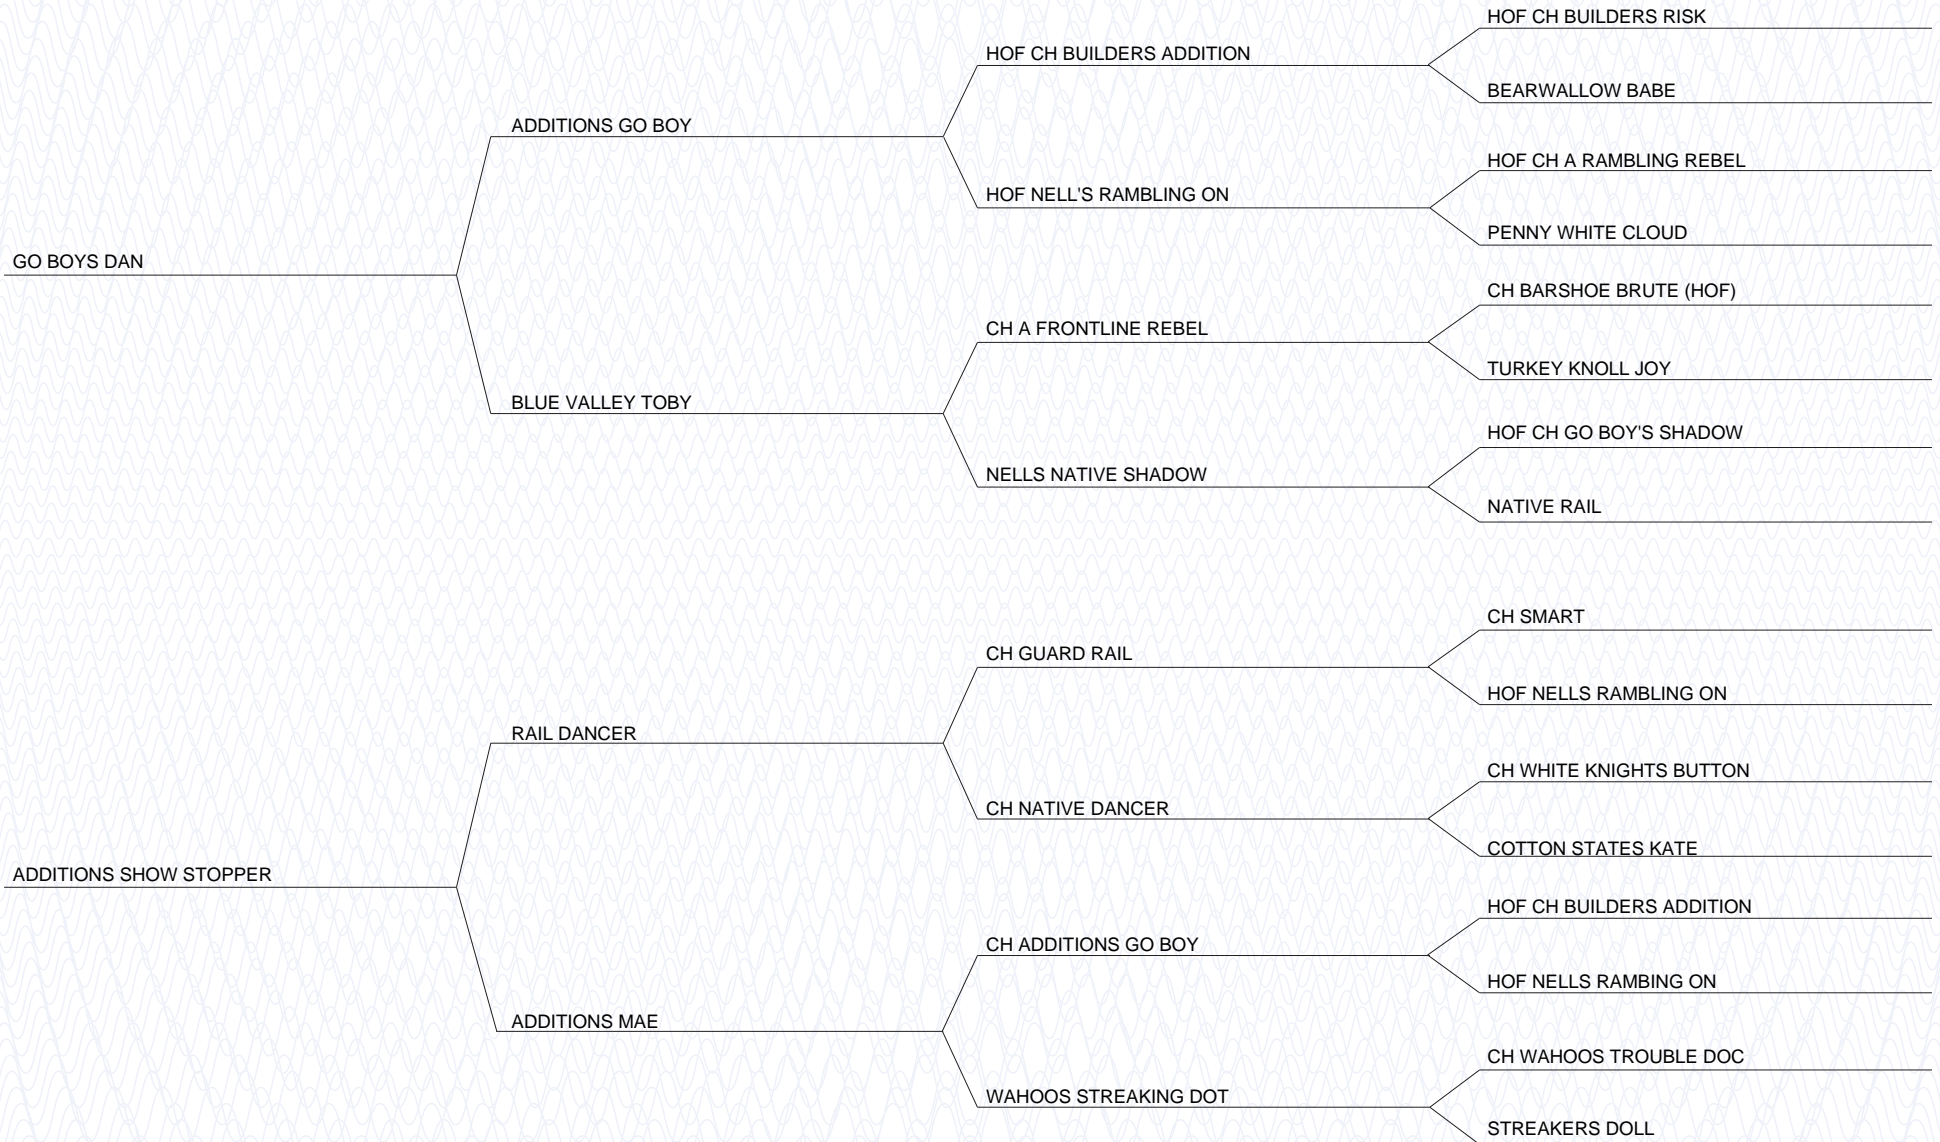 HOF CH BUILDERS RISK
HOF CH BUILDERS ADDITION
BEARWALLOW BABE
ADDITIONS GO BOY
HOF CH A RAMBLING REBEL
HOF NELL'S RAMBLING ON
PENNY WHITE CLOUD
GO BOYS DAN
CH BARSHOE BRUTE (HOF)
CH A FRONTLINE REBEL
TURKEY KNOLL JOY
BLUE VALLEY TOBY
HOF CH GO BOY'S SHADOW
NELLS NATIVE SHADOW
NATIVE RAIL
CH SMART
CH GUARD RAIL
HOF NELLS RAMBLING ON
RAIL DANCER
CH WHITE KNIGHTS BUTTON
CH NATIVE DANCER
COTTON STATES KATE
ADDITIONS SHOW STOPPER
HOF CH BUILDERS ADDITION
CH ADDITIONS GO BOY
HOF NELLS RAMBING ON
ADDITIONS MAE
CH WAHOOS TROUBLE DOC
WAHOOS STREAKING DOT
STREAKERS DOLL